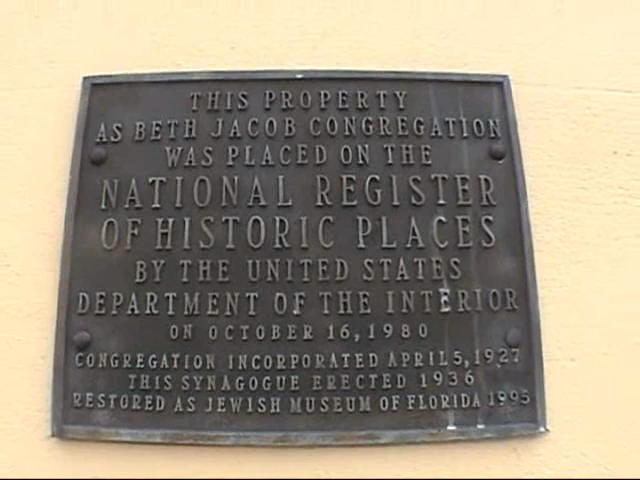 THIS PROPERTY
AS BETH JACOB CONGREGATION
WAS PLACED ON THE
NATIONAL REGISTER
OF HISTORIC PLACES
BY THE UNITED STATES
DEPARTMENT OF THE INTERIOR
ON OCTOBER 16, 1980
CONGREGATION INCORPORATED APRIL 5, 1927
THIS SYNAGOGUE ERECTED 1936
RESTORED AS JEWISH MUSEUM OF FLORIDA 1995